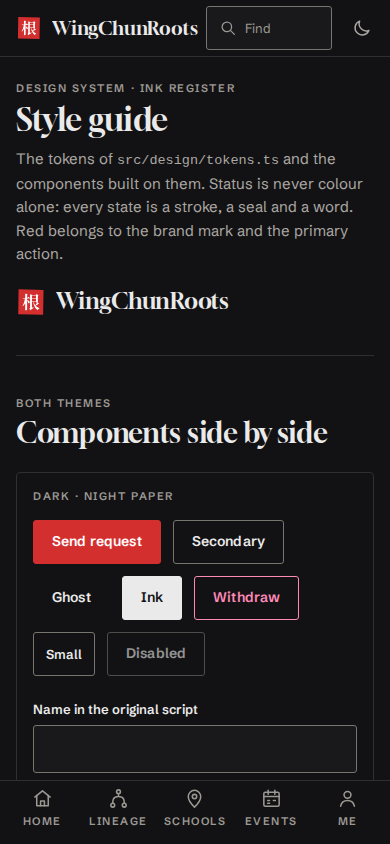 根 WingChunRoots Find
DESIGN SYSTEM · INK REGISTER
Style guide
The tokens of src/design/tokens.ts and the
components built on them. Status is never colour
alone: every state is a stroke, a seal and a word.
Red belongs to the brand mark and the primary
action.
根 WingChunRoots
BOTH THEMES
Components side by side
DARK · NIGHT PAPER
Send request Secondary
Ghost Ink Withdraw
Small Disabled
Name in the original script
HOME LINEAGE SCHOOLS EVENTS ME